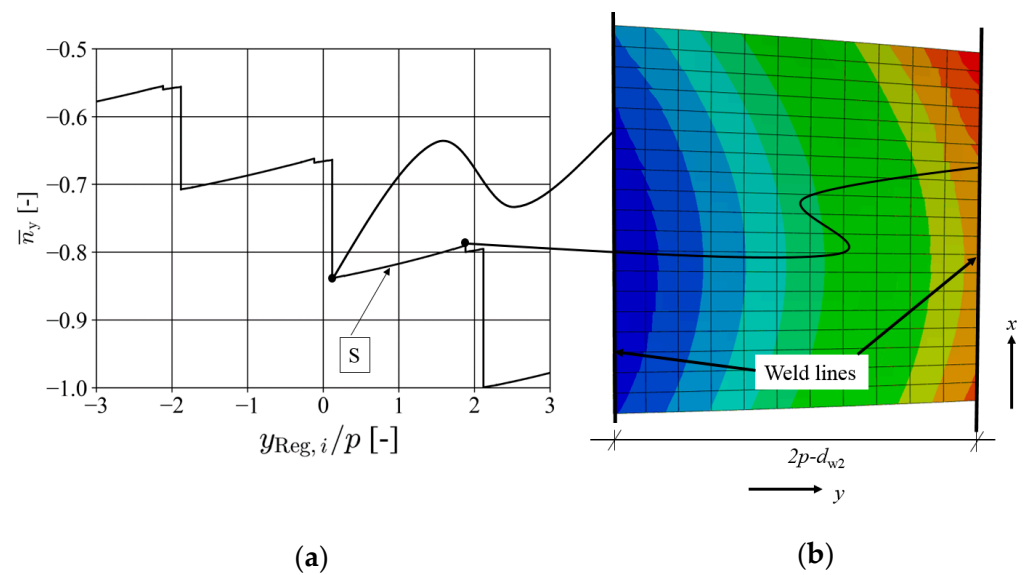 −0.5
−0.6
−0.7
−0.8
−0.9
−1.0
n̅y [-]
S
−3
−2
−1
0
1
2
3
yReg, i/p [-]
(a)
Weld lines
x
2p-dw2
y
(b)